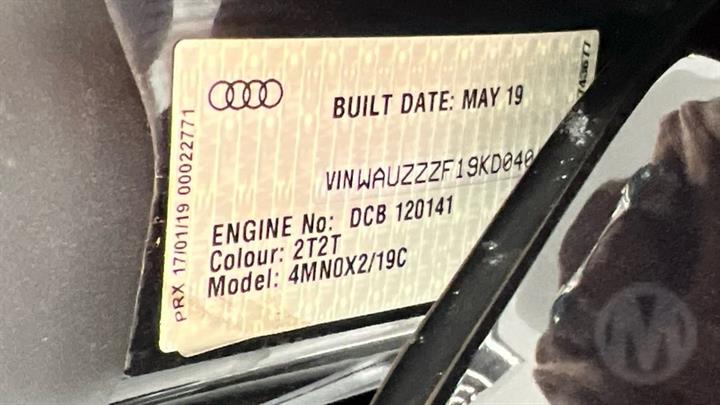 BUILT DATE: MAY 19
VINWAUZZZF19KD040
ENGINE No: DCB 120141
Colour: 2T2T
Model: 4MN0X2/19C
PRX 17/01/19 00022771
M